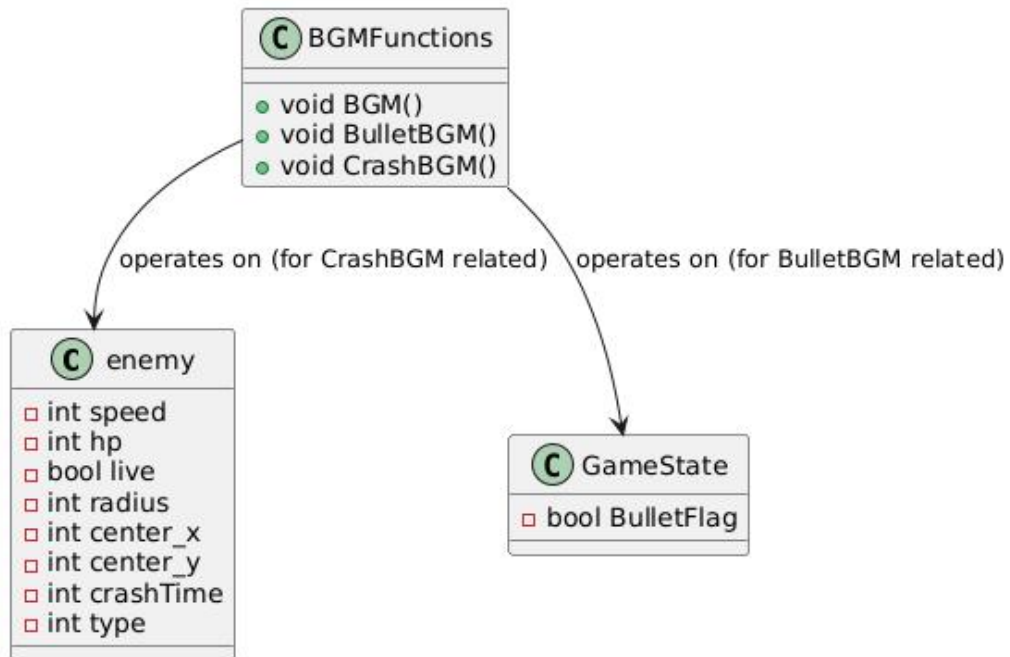 C BGMFunctions
void BGM()
void BulletBGM()
void CrashBGM()
operates on (for CrashBGM related)
operates on (for BulletBGM related)
C enemy
int speed
int hp
bool live
int radius
int center_x
int center_y
int crashTime
int type
C GameState
bool BulletFlag